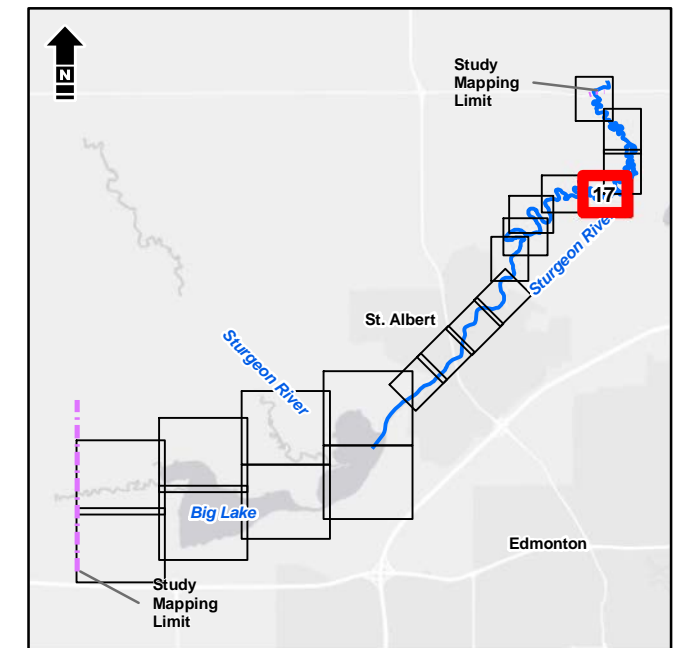 N
Study
Mapping
Limit
17
Sturgeon River
St. Albert
Sturgeon River
Big Lake
Edmonton
Study
Mapping
Limit